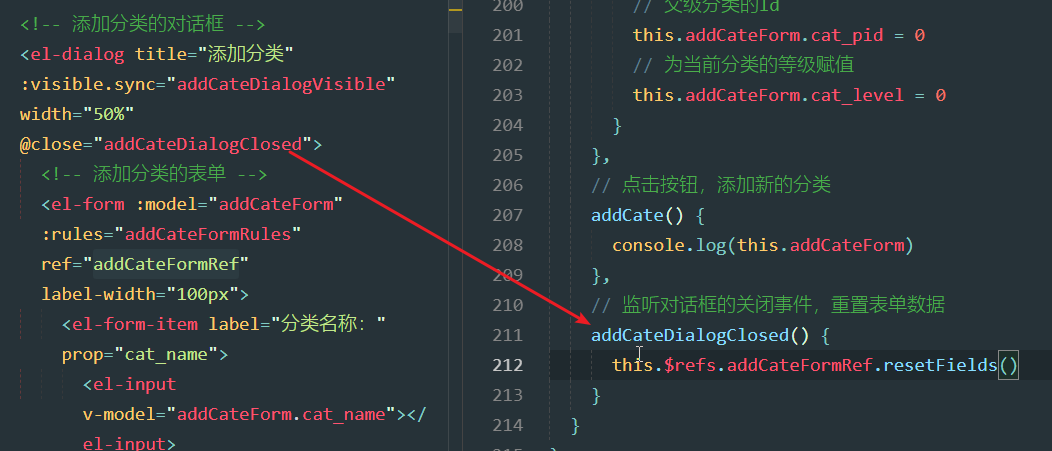 <!-- 添加分类的对话框 -->
<el-dialog title="添加分类"
:visible.sync="addCateDialogVisible"
width="50%"
@close="addCateDialogClosed">
<!-- 添加分类的表单 -->
<el-form :model="addCateForm"
:rules="addCateFormRules"
ref="addCateFormRef"
label-width="100px">
<el-form-item label="分类名称："
prop="cat_name">
<el-input
v-model="addCateForm.cat_name"></
el-input>
200 // 父级分类的Id
201 this.addCateForm.cat_pid = 0
202 // 为当前分类的等级赋值
203 this.addCateForm.cat_level = 0
204 }
205 },
206 // 点击按钮，添加新的分类
207 addCate() {
208 console.log(this.addCateForm)
209 },
210 // 监听对话框的关闭事件，重置表单数据
211 addCateDialogClosed() {
212 this.$refs.addCateFormRef.resetFields()
213 }
214 }